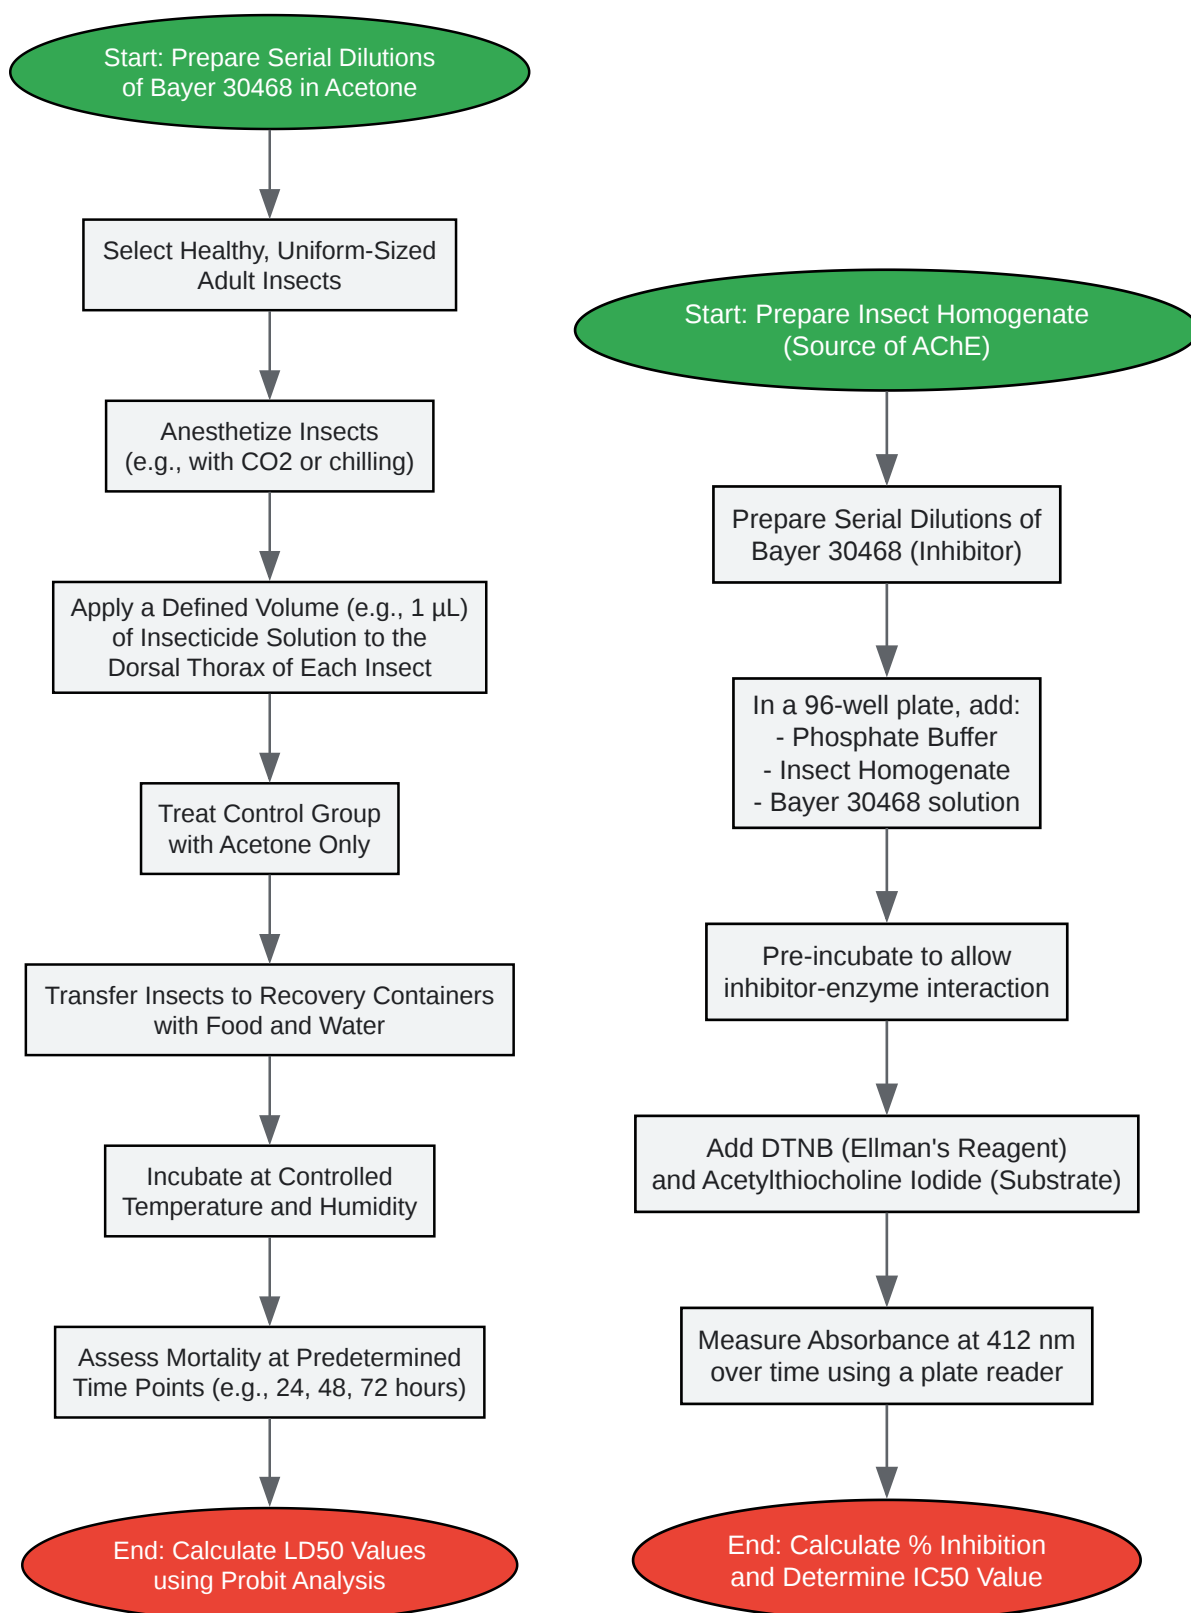 Start: Prepare Serial Dilutions
of Bayer 30468 in Acetone
Select Healthy, Uniform-Sized
Adult Insects
Anesthetize Insects
(e.g., with CO2 or chilling)
Apply a Defined Volume (e.g., 1 µL)
of Insecticide Solution to the
Dorsal Thorax of Each Insect
Treat Control Group
with Acetone Only
Transfer Insects to Recovery Containers
with Food and Water
Incubate at Controlled
Temperature and Humidity
Assess Mortality at Predetermined
Time Points (e.g., 24, 48, 72 hours)
End: Calculate LD50 Values
using Probit Analysis
Start: Prepare Insect Homogenate
(Source of AChE)
Prepare Serial Dilutions of
Bayer 30468 (Inhibitor)
In a 96-well plate, add:
- Phosphate Buffer
- Insect Homogenate
- Bayer 30468 solution
Pre-incubate to allow
inhibitor-enzyme interaction
Add DTNB (Ellman's Reagent)
and Acetylthiocholine Iodide (Substrate)
Measure Absorbance at 412 nm
over time using a plate reader
End: Calculate % Inhibition
and Determine IC50 Value